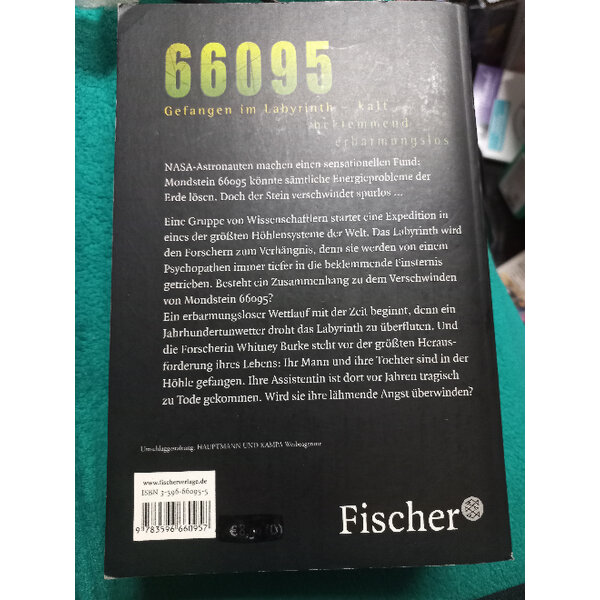 66095
Gefangen im Labyrinth – kalt
beklemmend
erbarmungslos
NASA-Astronauten machen einen sensationellen Fund:
Mondstein 66095 könnte sämtliche Energieprobleme der
Erde lösen. Doch der Stein verschwindet spurlos ...
Eine Gruppe von Wissenschaftlern startet eine Expedition in
eines der größten Höhlensysteme der Welt. Das Labyrinth wird
den Forschern zum Verhängnis, denn sie werden von einem
Psychopathen immer tiefer in die beklemmende Finsternis
getrieben. Besteht ein Zusammenhang zu dem Verschwinden
von Mondstein 66095?
Ein erbarmungsloser Wettlauf mit der Zeit beginnt, denn ein
Jahrhundertunwetter droht das Labyrinth zu überfluten. Und
die Forscherin Whitney Burke steht vor der größten Heraus-
forderung ihres Lebens: Ihr Mann und ihre Tochter sind in der
Höhle gefangen. Ihre Assistentin ist dort vor Jahren tragisch
zu Tode gekommen. Wird sie ihre lähmende Angst überwinden?
Umschlaggestaltung: HAUPTMANN UND KAMPA Werbeagentur
www.fischerverlage.de
ISBN 3-596-66095-5
9 783596 660957
Fischer